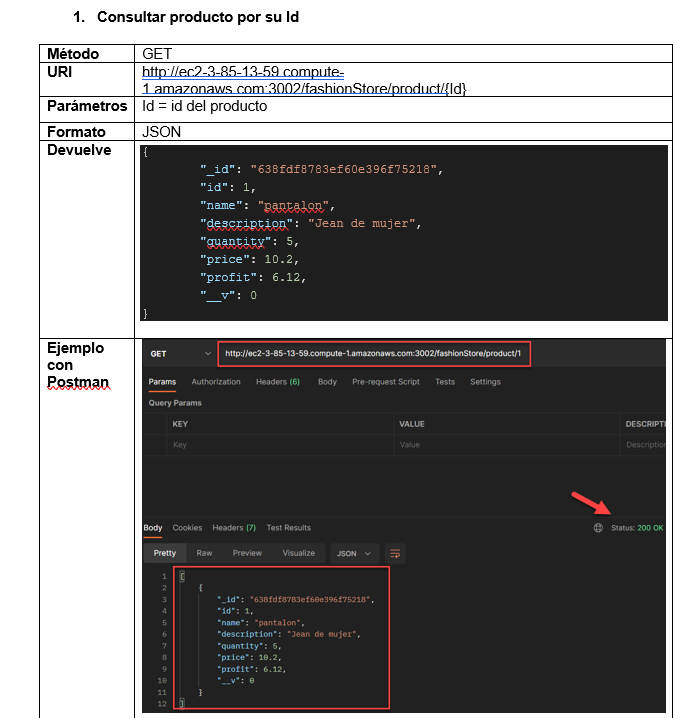 1. Consultar producto por su Id
Método GET
URI http://ec2-3-85-13-59.compute-
1.amazonaws.com:3002/fashionStore/product/{Id}
Parámetros Id = id del producto
Formato JSON
Devuelve {
"_id": "638fdf8783ef60e396f75218",
"id": 1,
"name": "pantalon",
"description": "Jean de mujer",
"quantity": 5,
"price": 10.2,
"profit": 6.12,
"__v": 0
}
Ejemplo
con
Postman
GET http://ec2-3-85-13-59.compute-1.amazonaws.com:3002/fashionStore/product/1
Params Authorization Headers (6) Body Pre-request Script Tests Settings
Query Params
KEY VALUE DESCRIPTI
Key Value Description
Body Cookies Headers (7) Test Results Status: 200 OK
Pretty Raw Preview Visualize JSON
1 [
2 {
3 "_id": "638fdf8783ef60e396f75218",
4 "id": 1,
5 "name": "pantalon",
6 "description": "Jean de mujer",
7 "quantity": 5,
8 "price": 10.2,
9 "profit": 6.12,
10 "__v": 0
11 }
12 ]